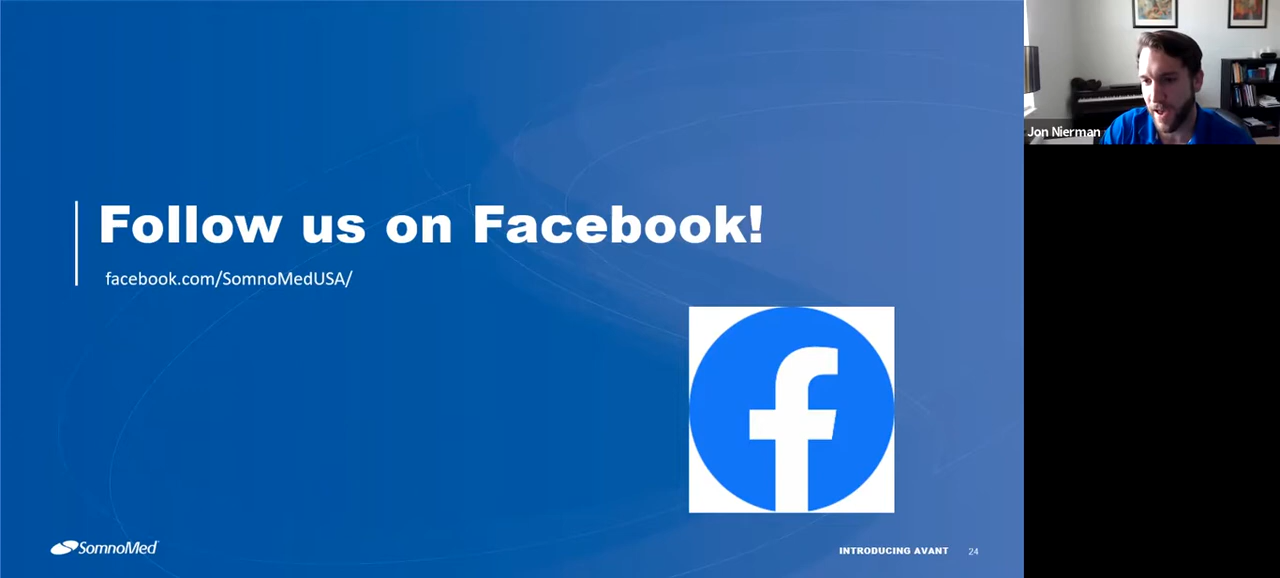 Follow us on Facebook!
facebook.com/SomnoMedUSA/
Jon Nierman
SomnoMed
INTRODUCING AVANT 24